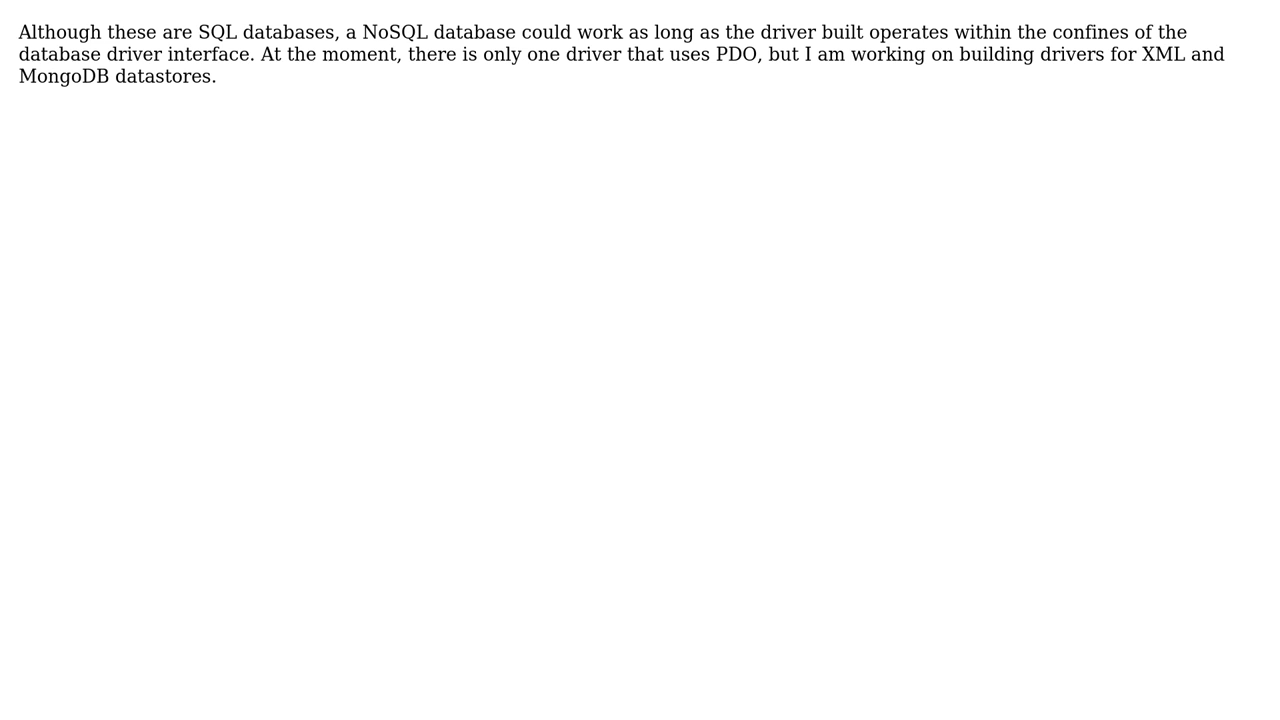 Although these are SQL databases, a NoSQL database could work as long as the driver built operates within the confines of the
database driver interface. At the moment, there is only one driver that uses PDO, but I am working on building drivers for XML and
MongoDB datastores.